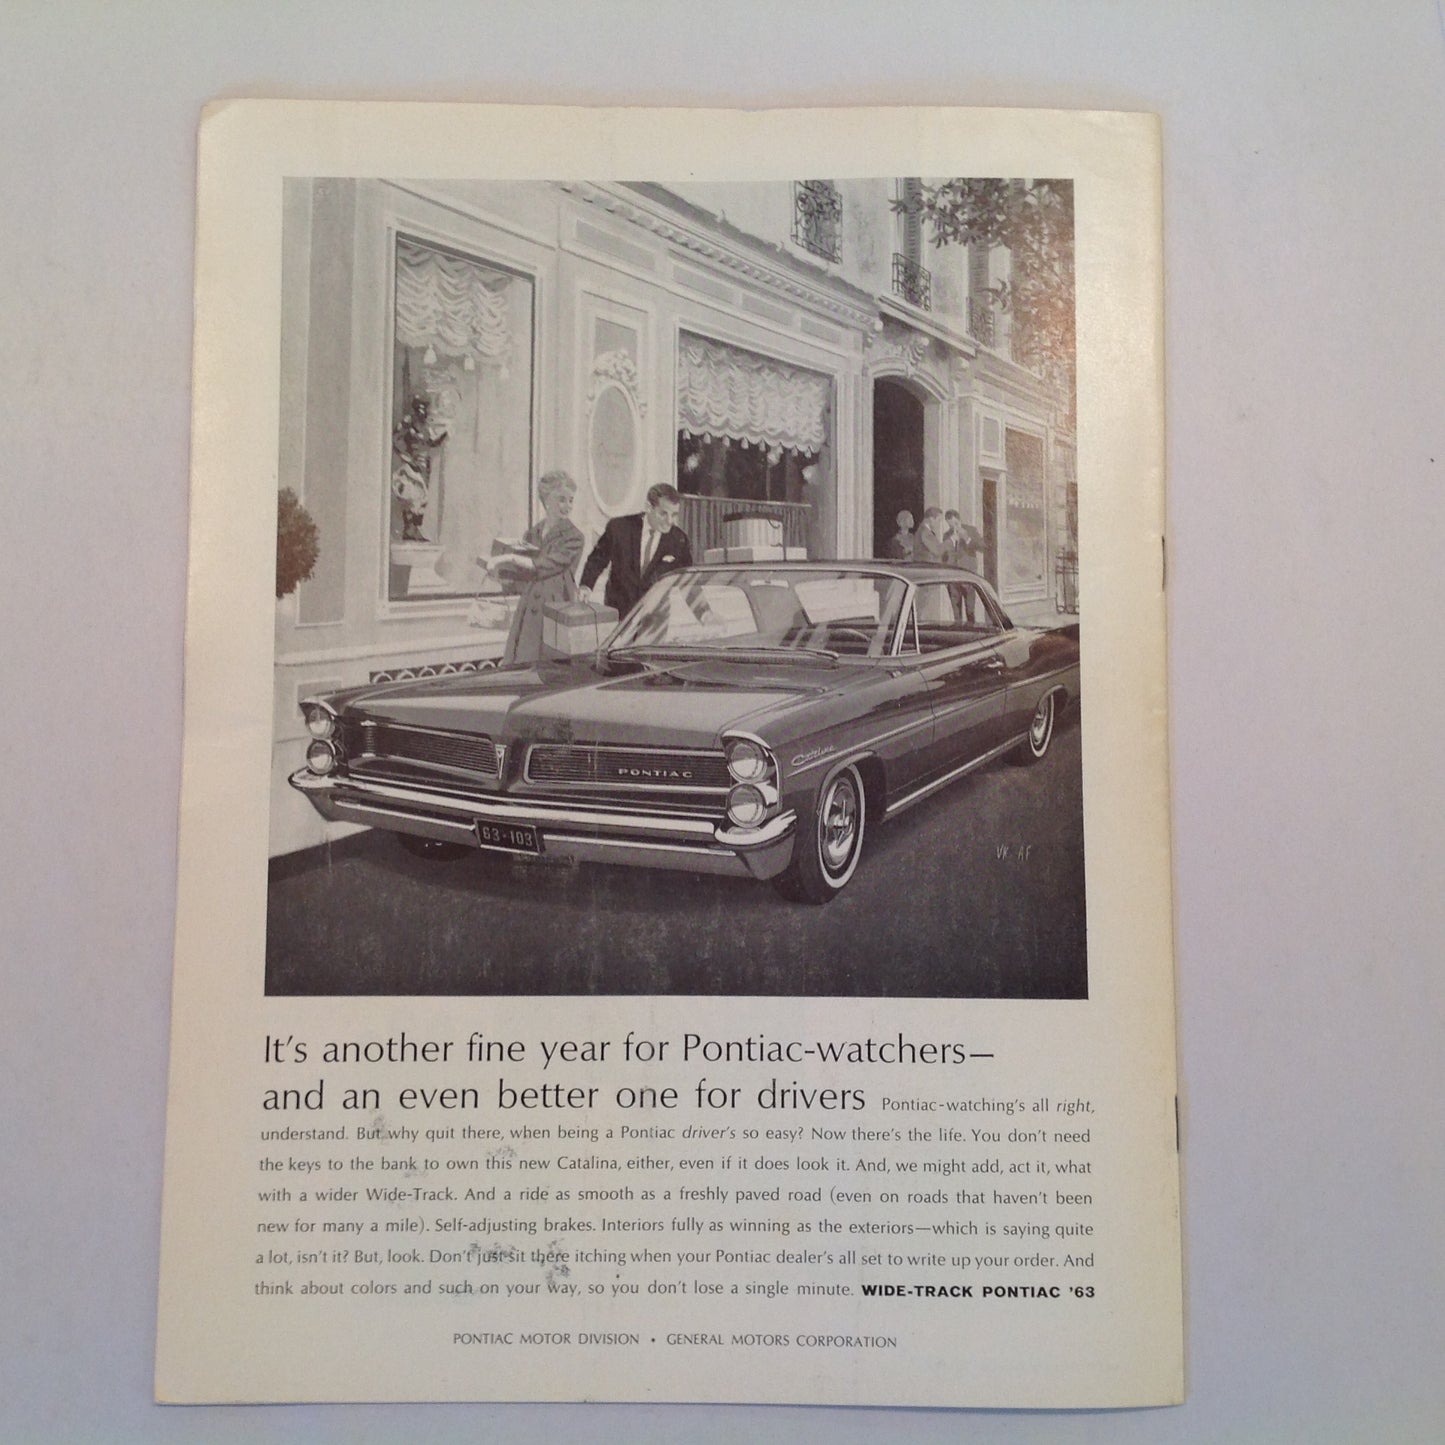 Catalina
PONTIAC
63-103
VK AF
It's another fine year for Pontiac-watchers—
and an even better one for drivers Pontiac-watching's all right,
understand. But why quit there, when being a Pontiac driver's so easy? Now there's the life. You don't need
the keys to the bank to own this new Catalina, either, even if it does look it. And, we might add, act it, what
with a wider Wide-Track. And a ride as smooth as a freshly paved road (even on roads that haven't been
new for many a mile). Self-adjusting brakes. Interiors fully as winning as the exteriors—which is saying quite
a lot, isn't it? But, look. Don't just sit there itching when your Pontiac dealer's all set to write up your order. And
think about colors and such on your way, so you don't lose a single minute. WIDE-TRACK PONTIAC '63
PONTIAC MOTOR DIVISION • GENERAL MOTORS CORPORATION